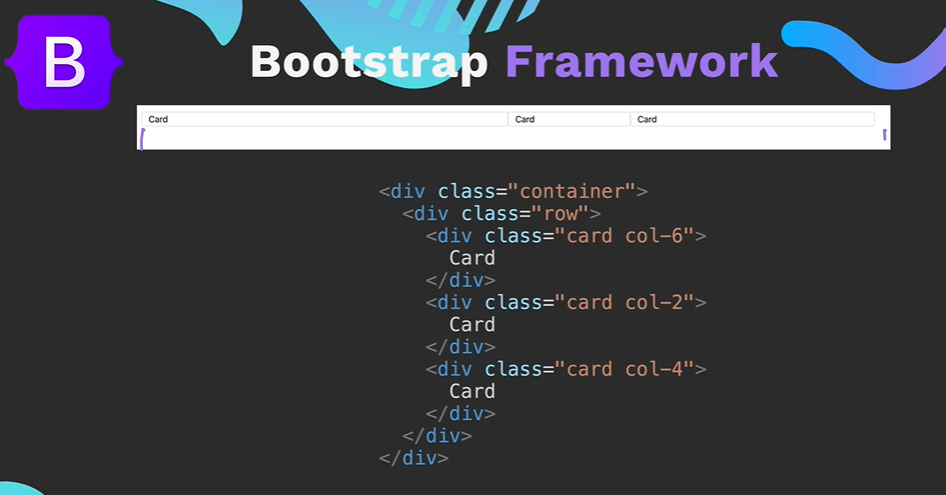 B
Bootstrap Framework
Card Card Card
<div class="container">
<div class="row">
<div class="card col-6">
Card
</div>
<div class="card col-2">
Card
</div>
<div class="card col-4">
Card
</div>
</div>
</div>